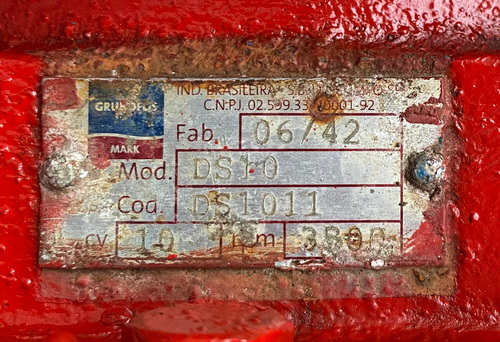 GRUNDFOS
MARK
IND. BRASILEIRA
C.N.P.J. 02.599.33 0001-92
Fab. 06/42
Mod. DS10
Cod. DS1011
cv 10 rpm